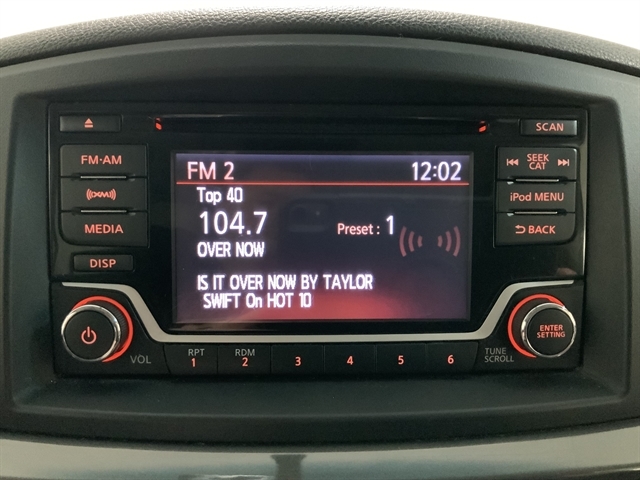 SCAN
FM·AM
SEEK
CAT
(((XM)))
iPod MENU
MEDIA
BACK
DISP
FM 2 12:02
Top 40
104.7 Preset : 1
OVER NOW
IS IT OVER NOW BY TAYLOR
SWIFT On HOT 10
ENTER
SETTING
VOL
RPT
1
RDM
2
3
4
5
6
TUNE
SCROLL